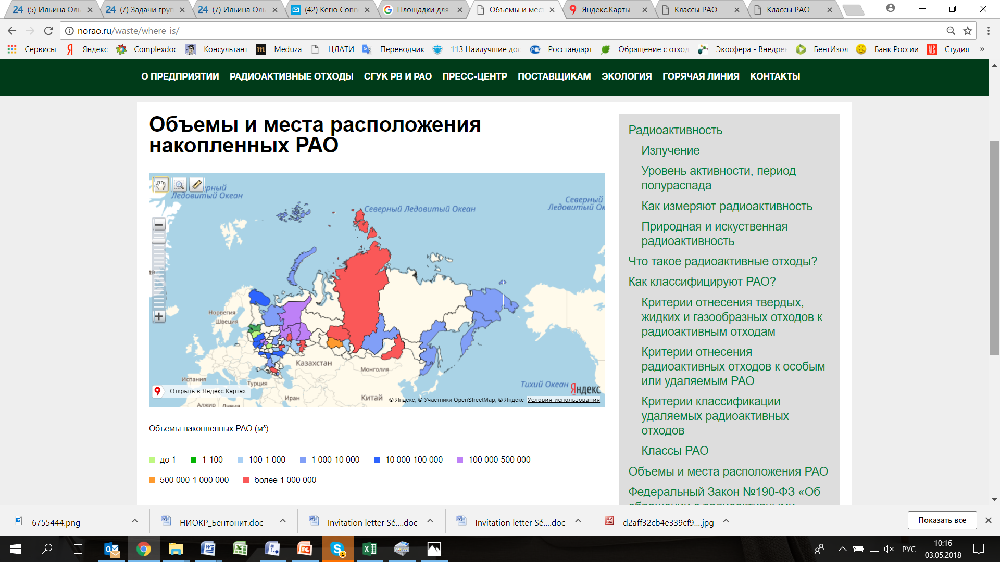 (5) Ильина Оль
(7) Задачи груп
(7) Ильина Оль
(42) Kerio Conn
Площадки для
Объемы и мест
Яндекс.Карты –
Классы РАО
Классы РАО
norao.ru/waste/where-is/
Сервисы
Яндекс
Complexdoc
Консультант
Meduza
ЦЛАТИ
Переводчик
113 Наилучшие дос
Росстандарт
Обращение с отход
Экосфера - Внедрен
БентИзол
Банк России
Студия
»
О ПРЕДПРИЯТИИ РАДИОАКТИВНЫЕ ОТХОДЫ СГУК РВ И РАО ПРЕСС-ЦЕНТР ПОСТАВЩИКАМ ЭКОЛОГИЯ ГОРЯЧАЯ ЛИНИЯ КОНТАКТЫ
Объемы и места расположения
накопленных РАО
Ледовитый Океан
Северный Ледовитый Океан
Северный
Ледовитый Ок
Норвегия
Швеция
Казахстан
Монголия
Испания
Турция
Тихий Океан
Яндекс
Открыть в Яндекс.Картах
Иран
Китай
© Яндекс, © Участники OpenStreetMap, © Яндекс Условия использования
Алжир
Ливия
Объемы накопленных РАО (м³)
до 1
1-100
100-1 000
1 000-10 000
10 000-100 000
100 000-500 000
500 000-1 000 000
более 1 000 000
Радиоактивность
Излучение
Уровень активности, период
полураспада
Как измеряют радиоактивность
Природная и искуственная
радиоактивность
Что такое радиоактивные отходы?
Как классифицируют РАО?
Критерии отнесения твердых,
жидких и газообразных отходов к
радиоактивным отходам
Критерии отнесения
радиоактивных отходов к особым
или удаляемым РАО
Критерии классификации
удаляемых радиоактивных
отходов
Классы РАО
Объемы и места расположения РАО
Федеральный Закон №190-ФЗ «Об
обращении с радиоактивными
6755444.png
НИОКР_Бентонит.doc
Invitation letter Sé....doc
Invitation letter Sé....doc
d2aff32cb4e339cf9....jpg
Показать все
РУС
10:16
03.05.2018